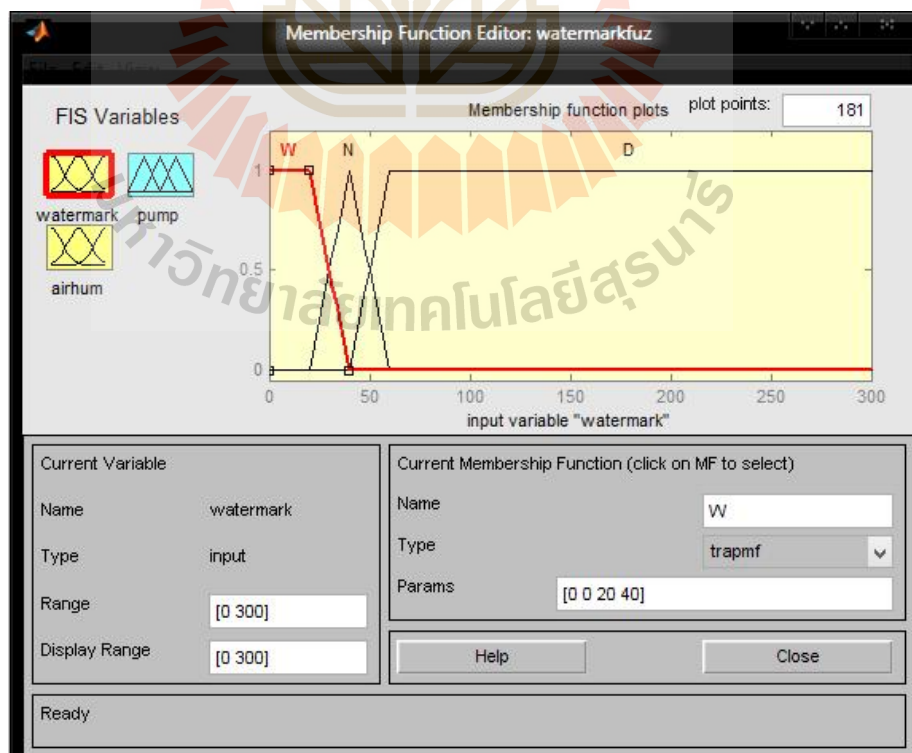 Membership Function Editor: watermarkfuz
File Edit View
FIS Variables
Membership function plots
plot points:
181
watermark
pump
airhum
W
N
D
1
0.5
0
0
50
100
150
200
250
300
input variable "watermark"
มหาวิทยาลัยเทคโนโลยีสุรนารี
Current Variable
Name
watermark
Type
input
Range
[0 300]
Display Range
[0 300]
Current Membership Function (click on MF to select)
Name
W
Type
trapmf
Params
[0 0 20 40]
Help
Close
Ready